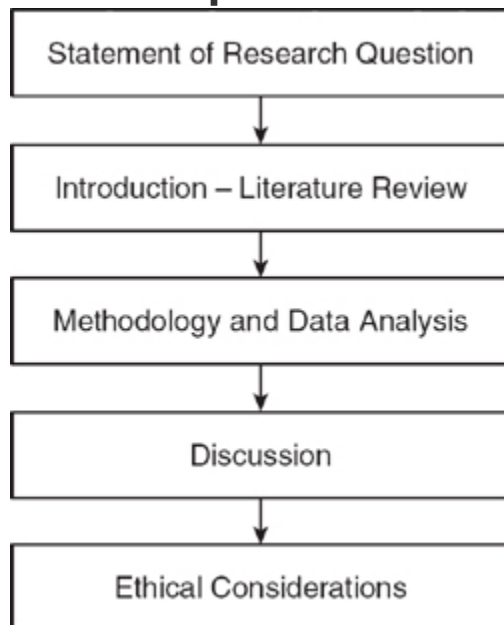 Statement of Research Question
Introduction – Literature Review
Methodology and Data Analysis
Discussion
Ethical Considerations